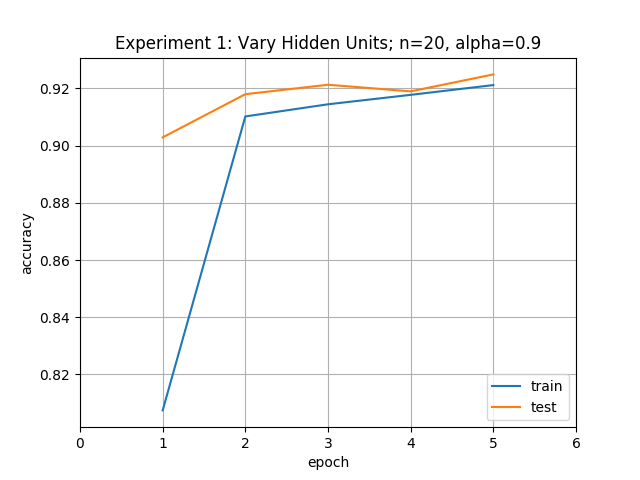 Experiment 1: Vary Hidden Units; n=20, alpha=0.9
0.92
0.90
0.88
0.86
0.84
0.82
accuracy
train
test
0 1 2 3 4 5 6
epoch